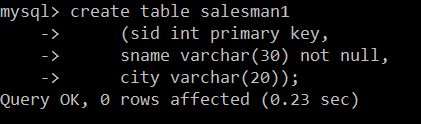 mysql> create table salesman1
    ->     (sid int primary key,
    ->     sname varchar(30) not null,
    ->     city varchar(20));
Query OK, 0 rows affected (0.23 sec)